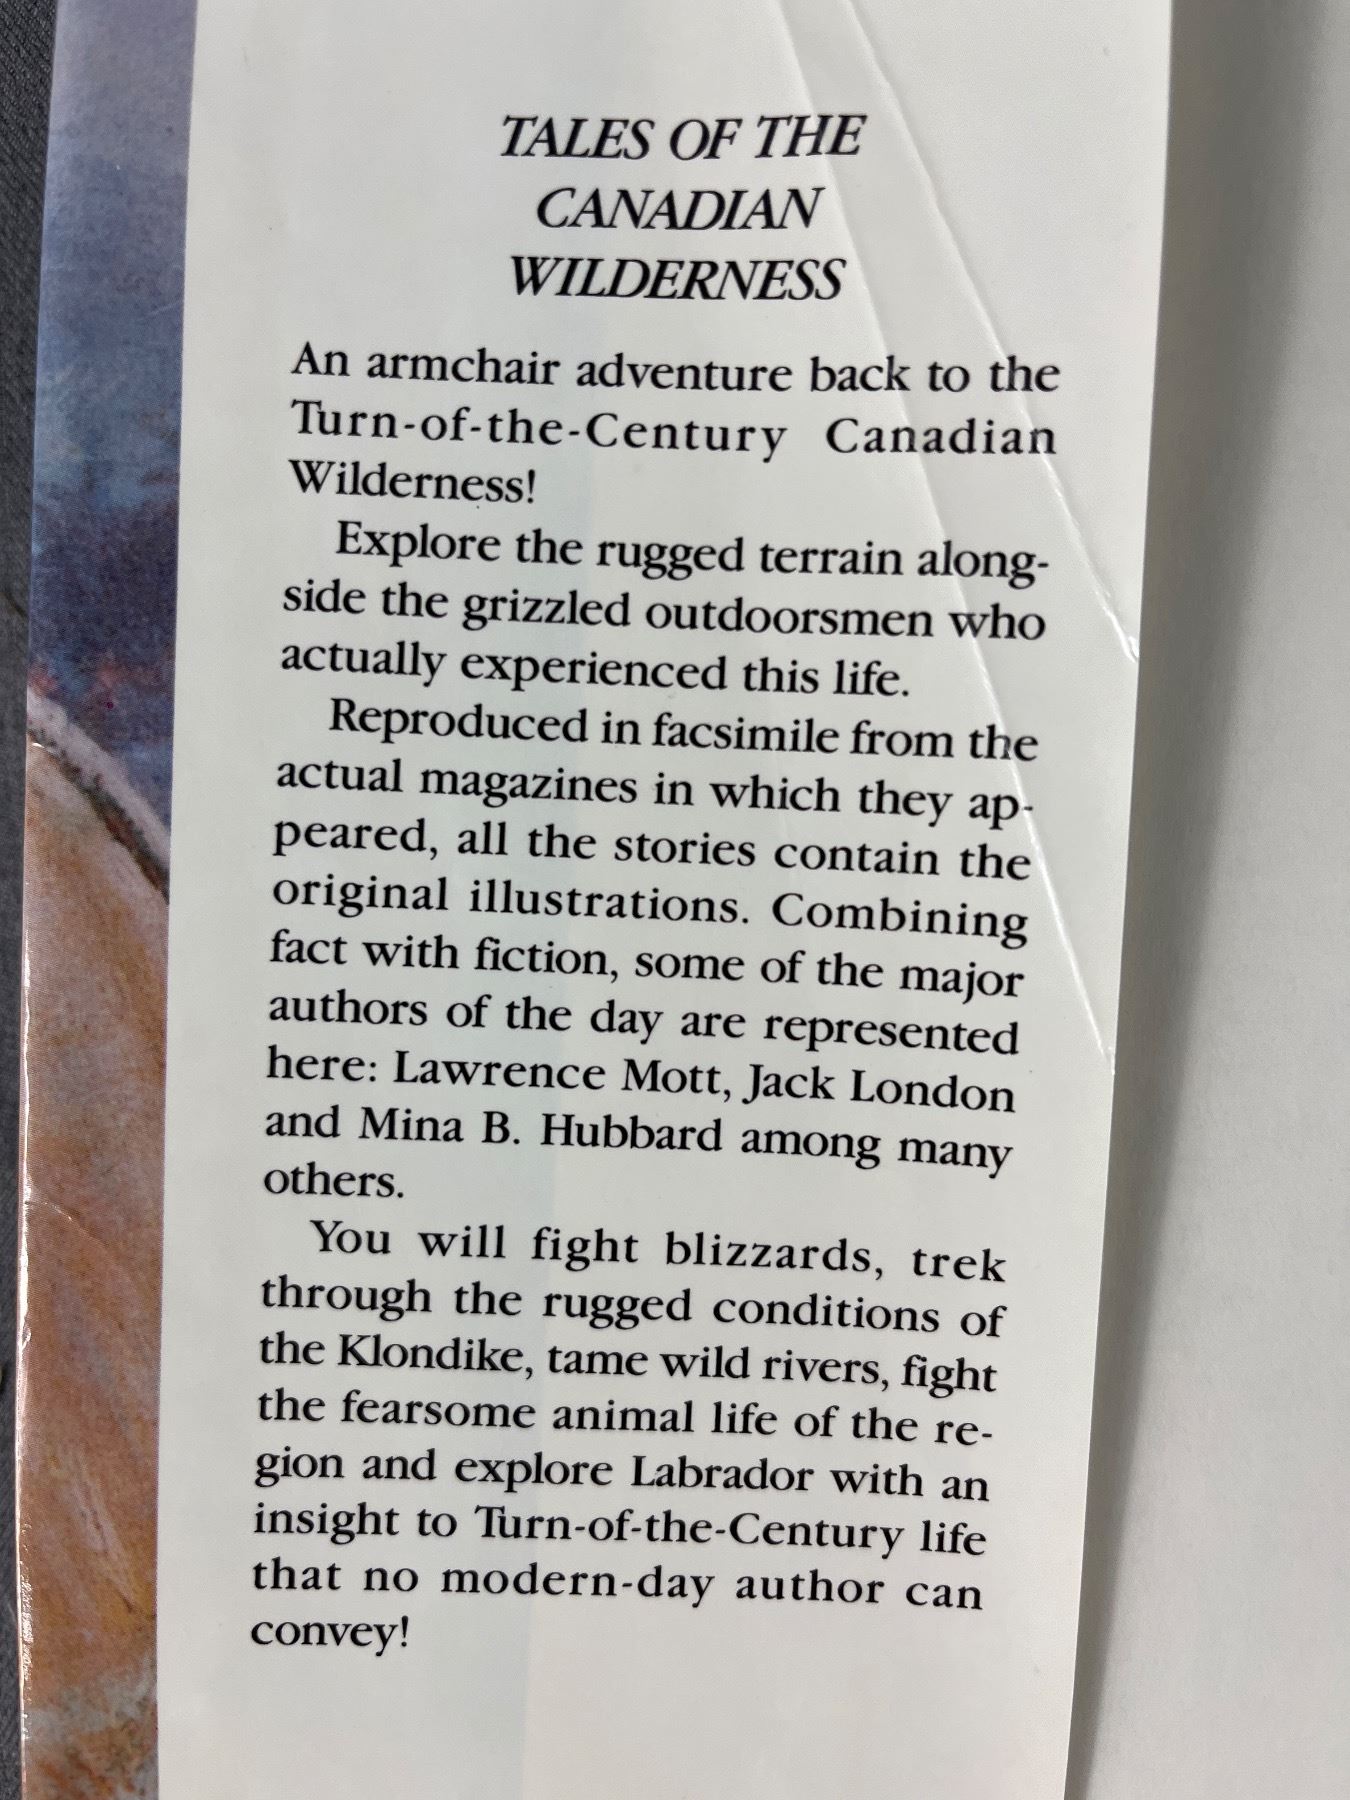 TALES OF THE
CANADIAN
WILDERNESS
An armchair adventure back to the
Turn-of-the-Century Canadian
Wilderness!
Explore the rugged terrain along-
side the grizzled outdoorsmen who
actually experienced this life.
Reproduced in facsimile from the
actual magazines in which they ap-
peared, all the stories contain the
original illustrations. Combining
fact with fiction, some of the major
authors of the day are represented
here: Lawrence Mott, Jack London
and Mina B. Hubbard among many
others.
You will fight blizzards, trek
through the rugged conditions of
the Klondike, tame wild rivers, fight
the fearsome animal life of the re-
gion and explore Labrador with an
insight to Turn-of-the-Century life
that no modern-day author can
convey!